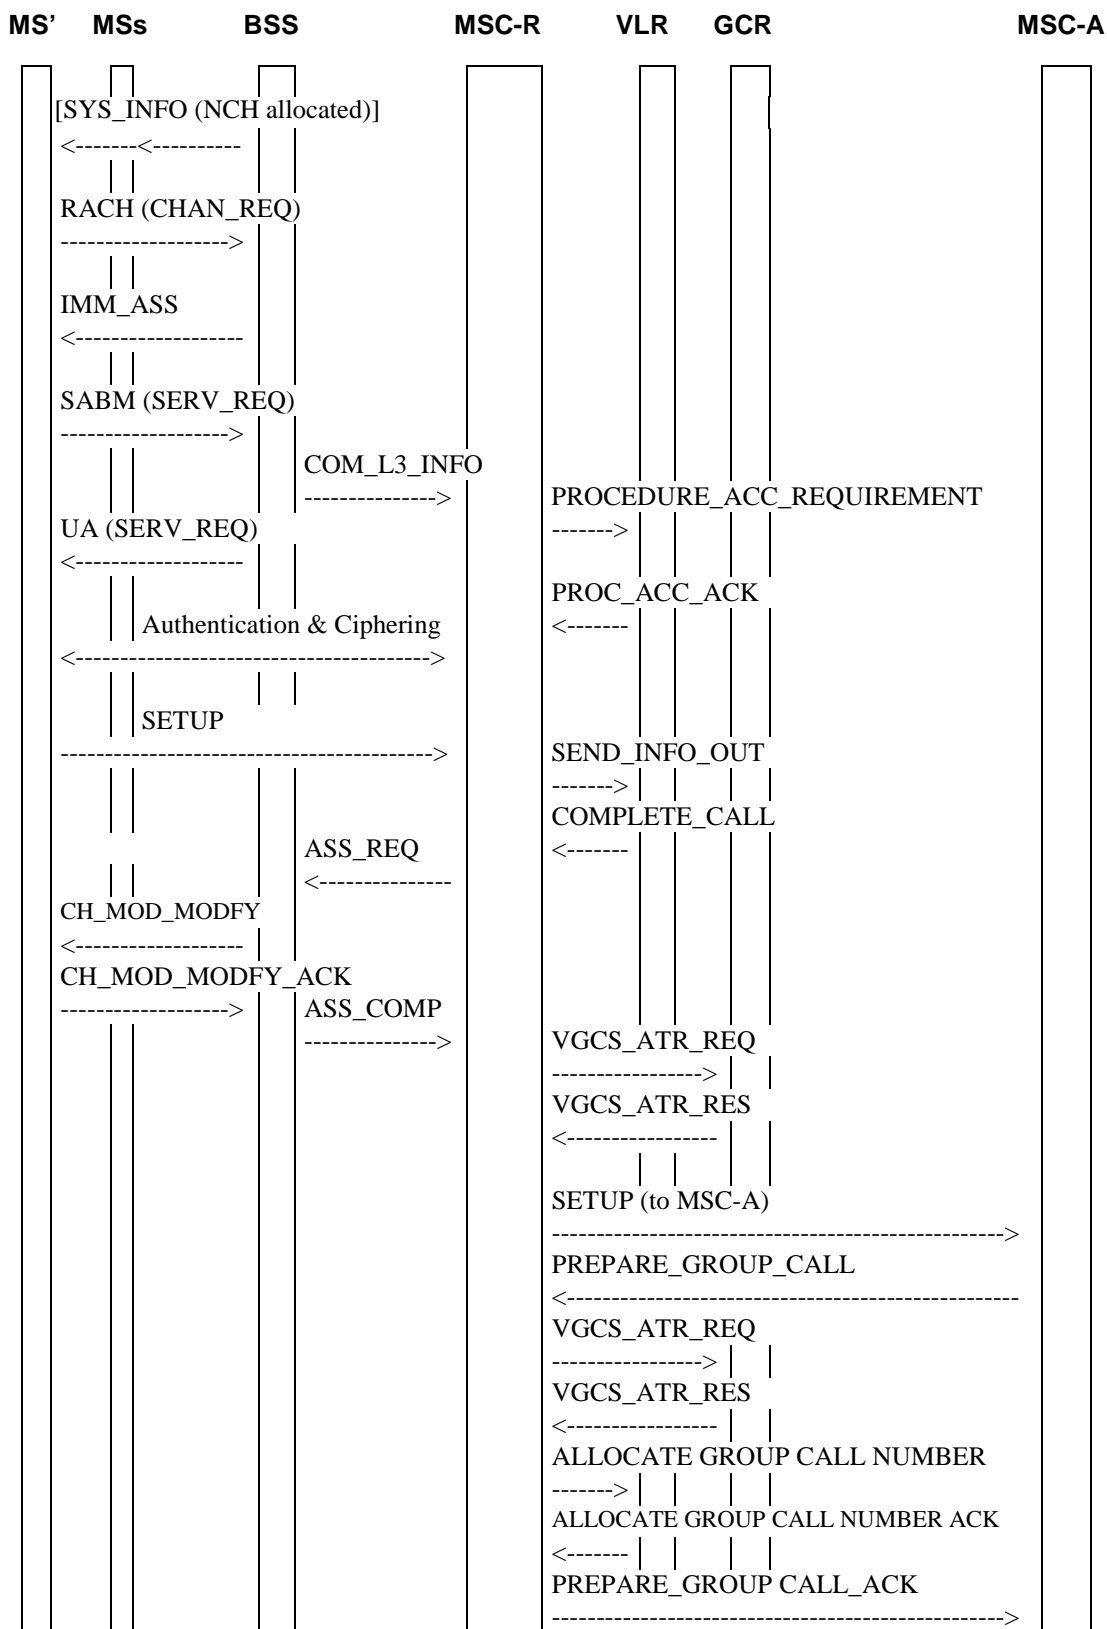 MS’ MSs BSS MSC-R VLR GCR MSC-A
[SYS_INFO (NCH allocated)]
<-------<----------
RACH (CHAN_REQ)
------------------->
IMM_ASS
<-------------------
SABM (SERV_REQ)
------------------->
COM_L3_INFO
---------------> PROCEDURE_ACC_REQUIREMENT
UA (SERV_REQ) ------->
<-------------------
PROC_ACC_ACK
Authentication & Ciphering <-------
<---------------------------------------->
SETUP
------------------------------------------> SEND_INFO_OUT
------->
COMPLETE_CALL
ASS_REQ <-------
<---------------
CH_MOD_MODFY
<-------------------
CH_MOD_MODFY_ACK
-------------------> ASS_COMP
---------------> VGCS_ATR_REQ
----------------->
VGCS_ATR_RES
<-----------------
SETUP (to MSC-A)
--------------------------------------------------->
PREPARE_GROUP_CALL
<---------------------------------------------------
VGCS_ATR_REQ
----------------->
VGCS_ATR_RES
<-----------------
ALLOCATE GROUP CALL NUMBER
------->
ALLOCATE GROUP CALL NUMBER ACK
<-------
PREPARE_GROUP CALL_ACK
--------------------------------------------------->